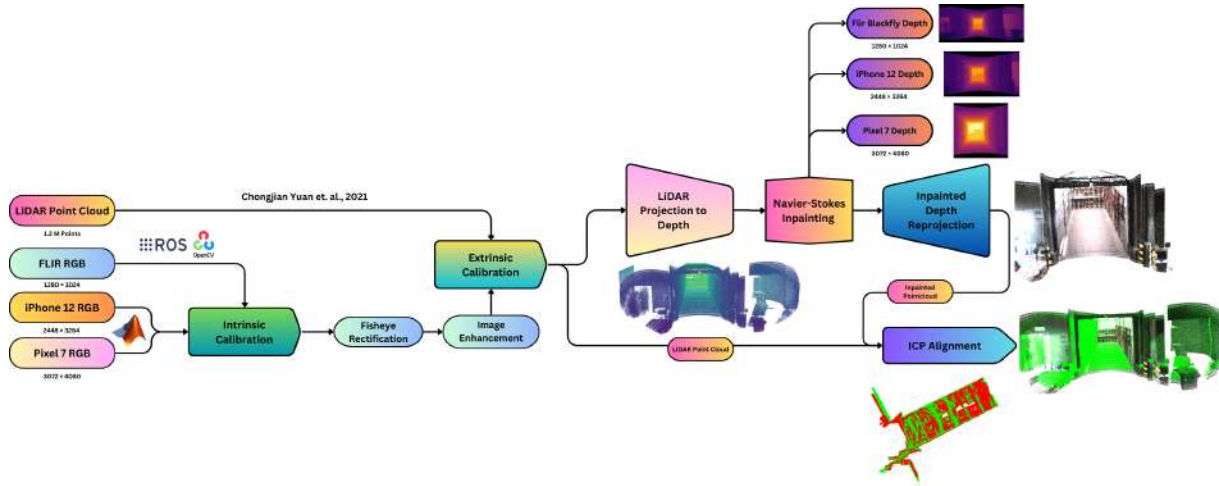 Flir Blackfly Depth
1280 × 1024
iPhone 12 Depth
2448 × 3264
Pixel 7 Depth
3072 × 4080
Chongjian Yuan et. al., 2021
LiDAR Point Cloud
1.2 M Points
ROS
OpenCV
FLIR RGB
1280 × 1024
iPhone 12 RGB
2448 × 3264
Pixel 7 RGB
3072 × 4080
Intrinsic
Calibration
Fisheye
Rectification
Image
Enhancement
Extrinsic
Calibration
LiDAR
Projection to
Depth
Navier-Stokes
Inpainting
Inpainted
Depth
Reprojection
Inpainted
Pointcloud
LiDAR Point Cloud
ICP Alignment